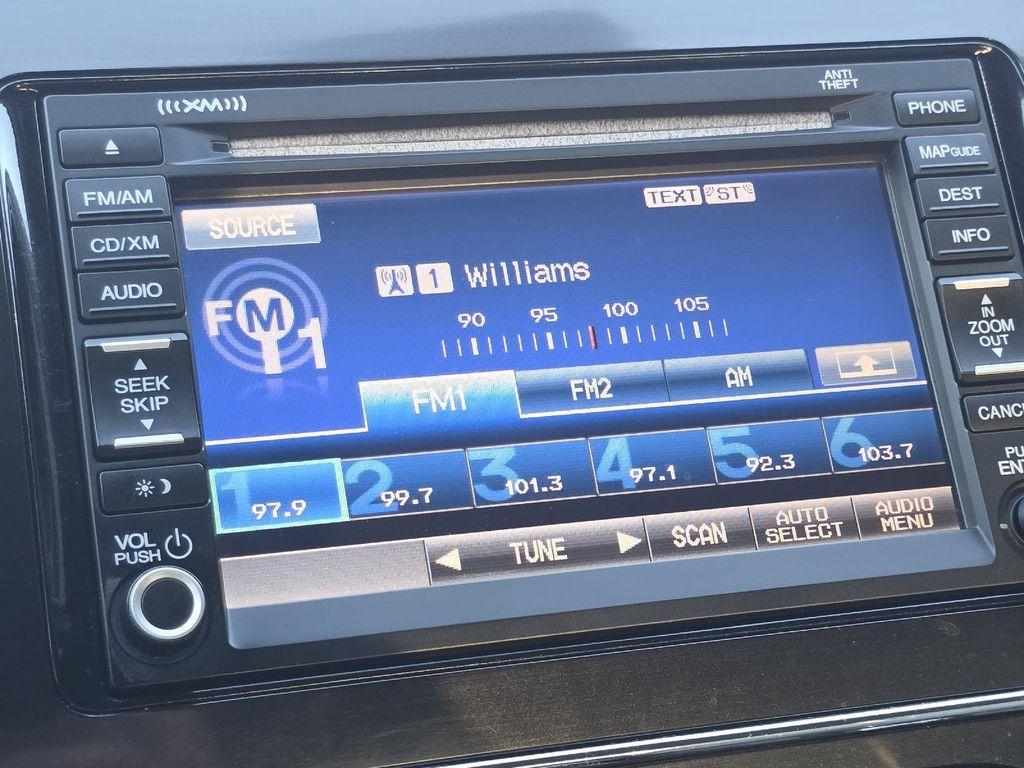 (((XM)))
ANTI
THEFT
PHONE
FM/AM
CD/XM
AUDIO
SEEK
SKIP
VOL
PUSH
MAP GUIDE
DEST
INFO
IN
ZOOM
OUT
CANC
PU
EN
SOURCE
TEXT ST
FM1
1 Williams
90 95 100 105
FM1 FM2 AM
1 97.9 2 99.7 3 101.3 4 97.1 5 92.3 6 103.7
TUNE SCAN AUTO SELECT AUDIO MENU